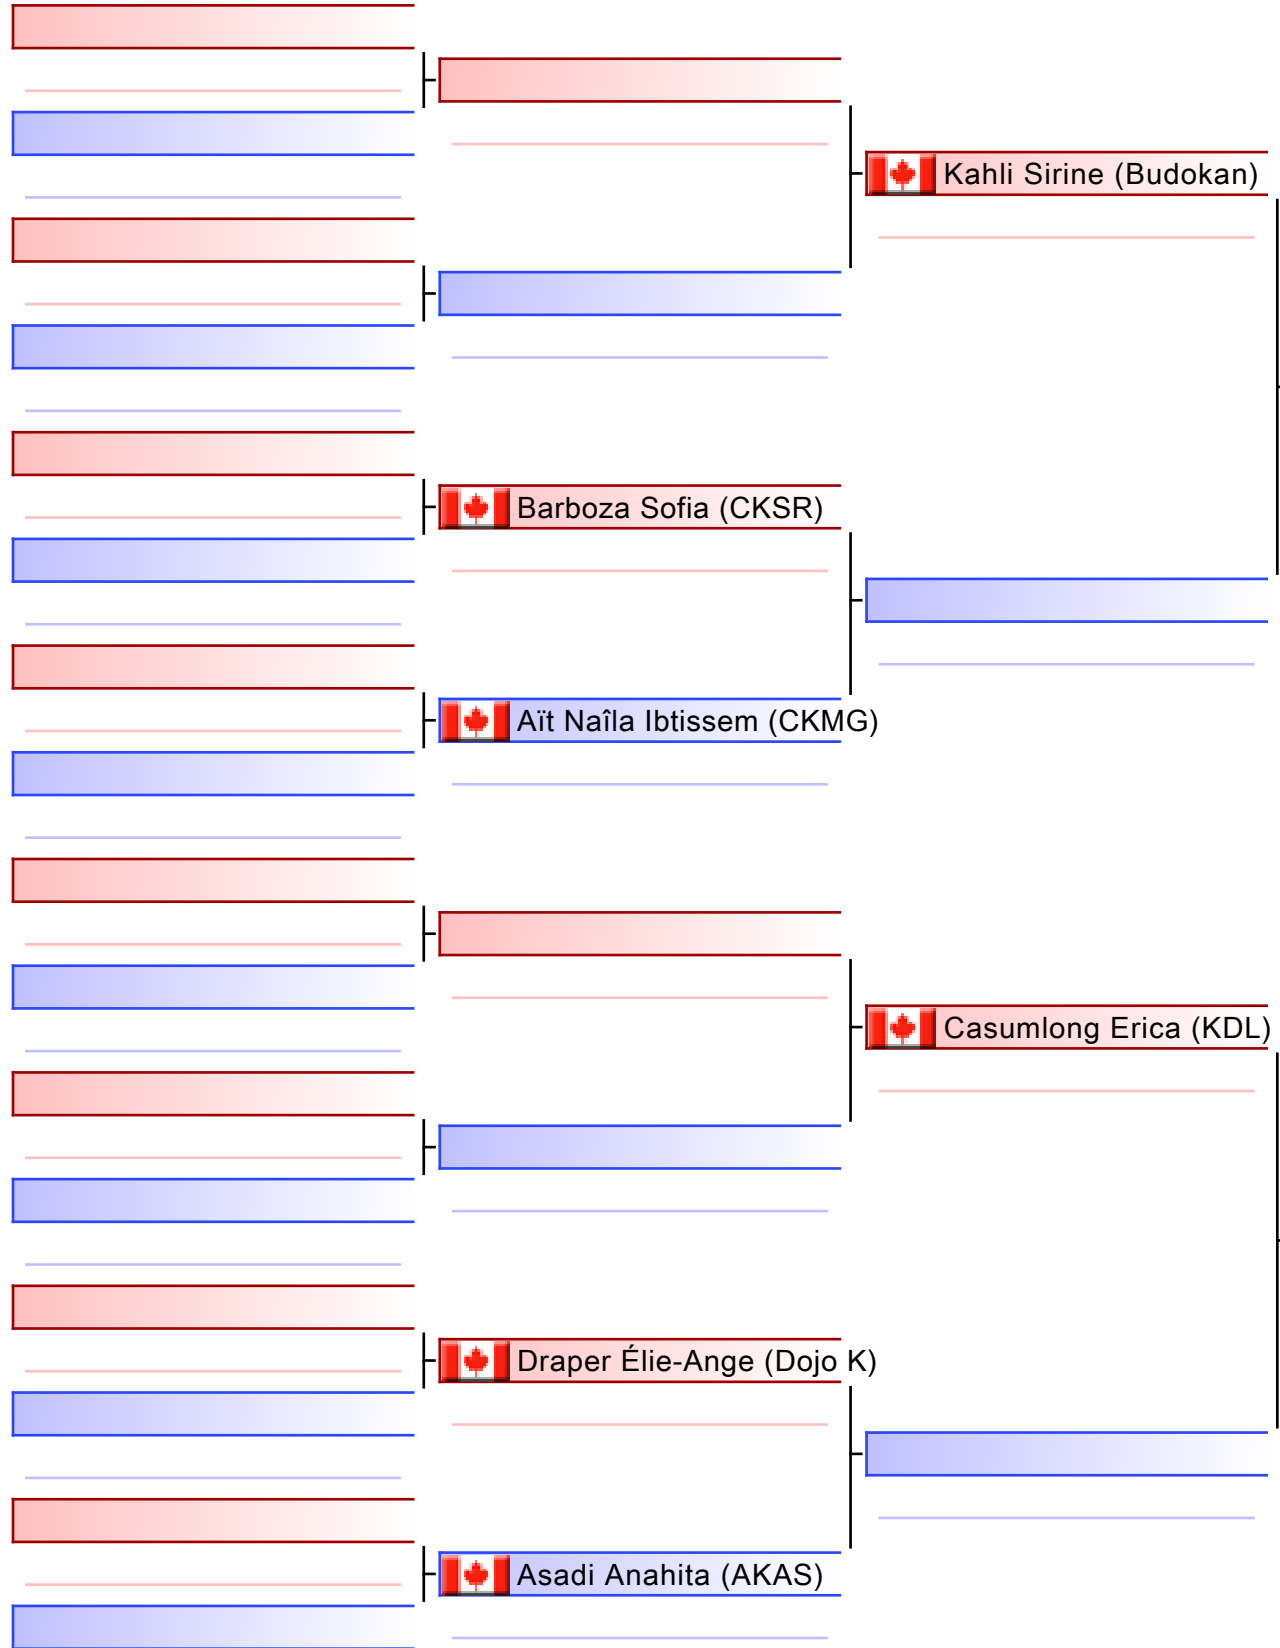 Kahli Sirine (Budokan)
Barboza Sofia (CKSR)
Aït Naîla Ibtissem (CKMG)
Casumlong Erica (KDL)
Draper Élie-Ange (Dojo K)
Asadi Anahita (AKAS)